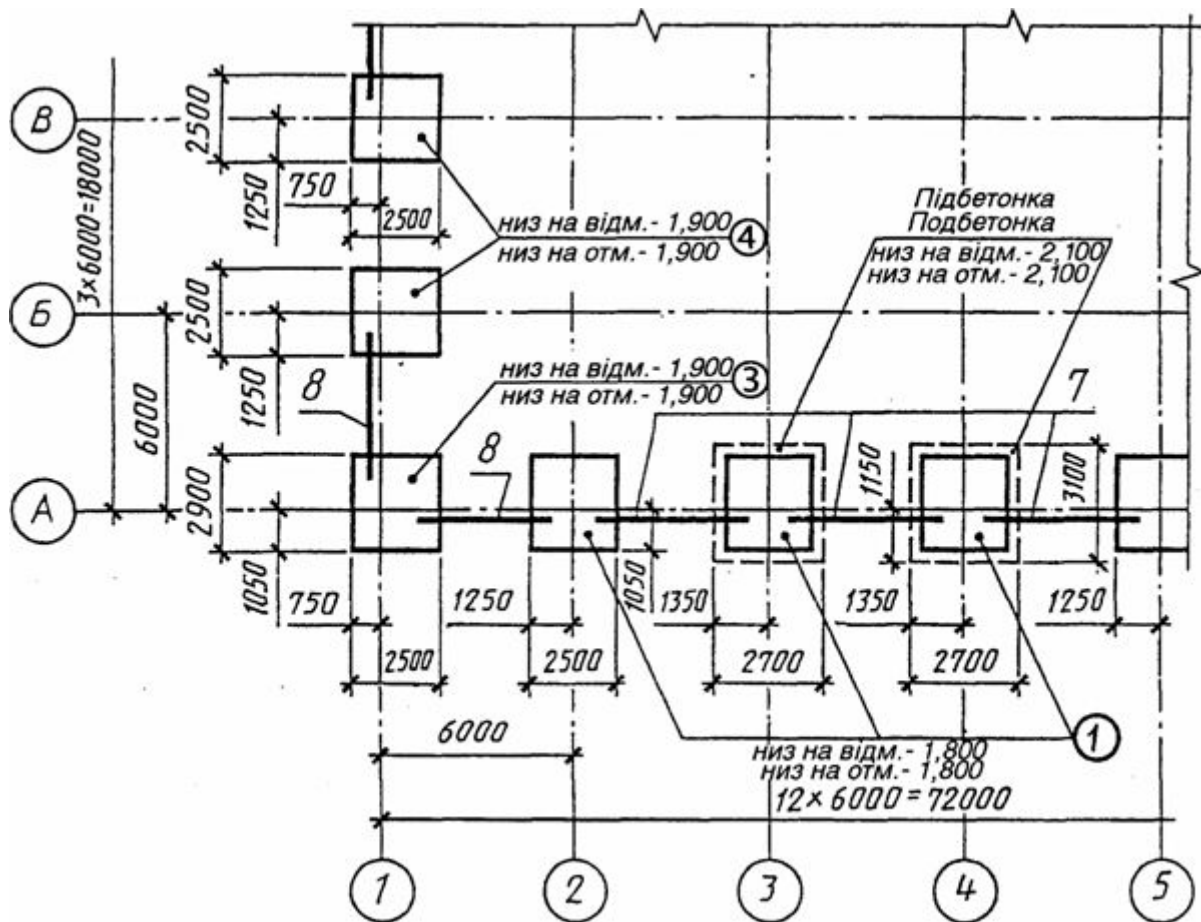 В
2500
1250
750
2500
3×6000=18000
низ на відм.- 1,900
низ на отм.- 1,900
4
Підбетонка
Подбетонка
низ на відм.- 2,100
низ на отм.- 2,100
Б
2500
1250
6000
8
низ на відм.- 1,900
низ на отм.- 1,900
3
7
8
А
2900
1050
1150
3100
1050
750
1250
1350
1350
1250
2500
2500
2700
2700
6000
низ на відм.- 1,800
низ на отм.- 1,800
1
12×6000=72000
1
2
3
4
5